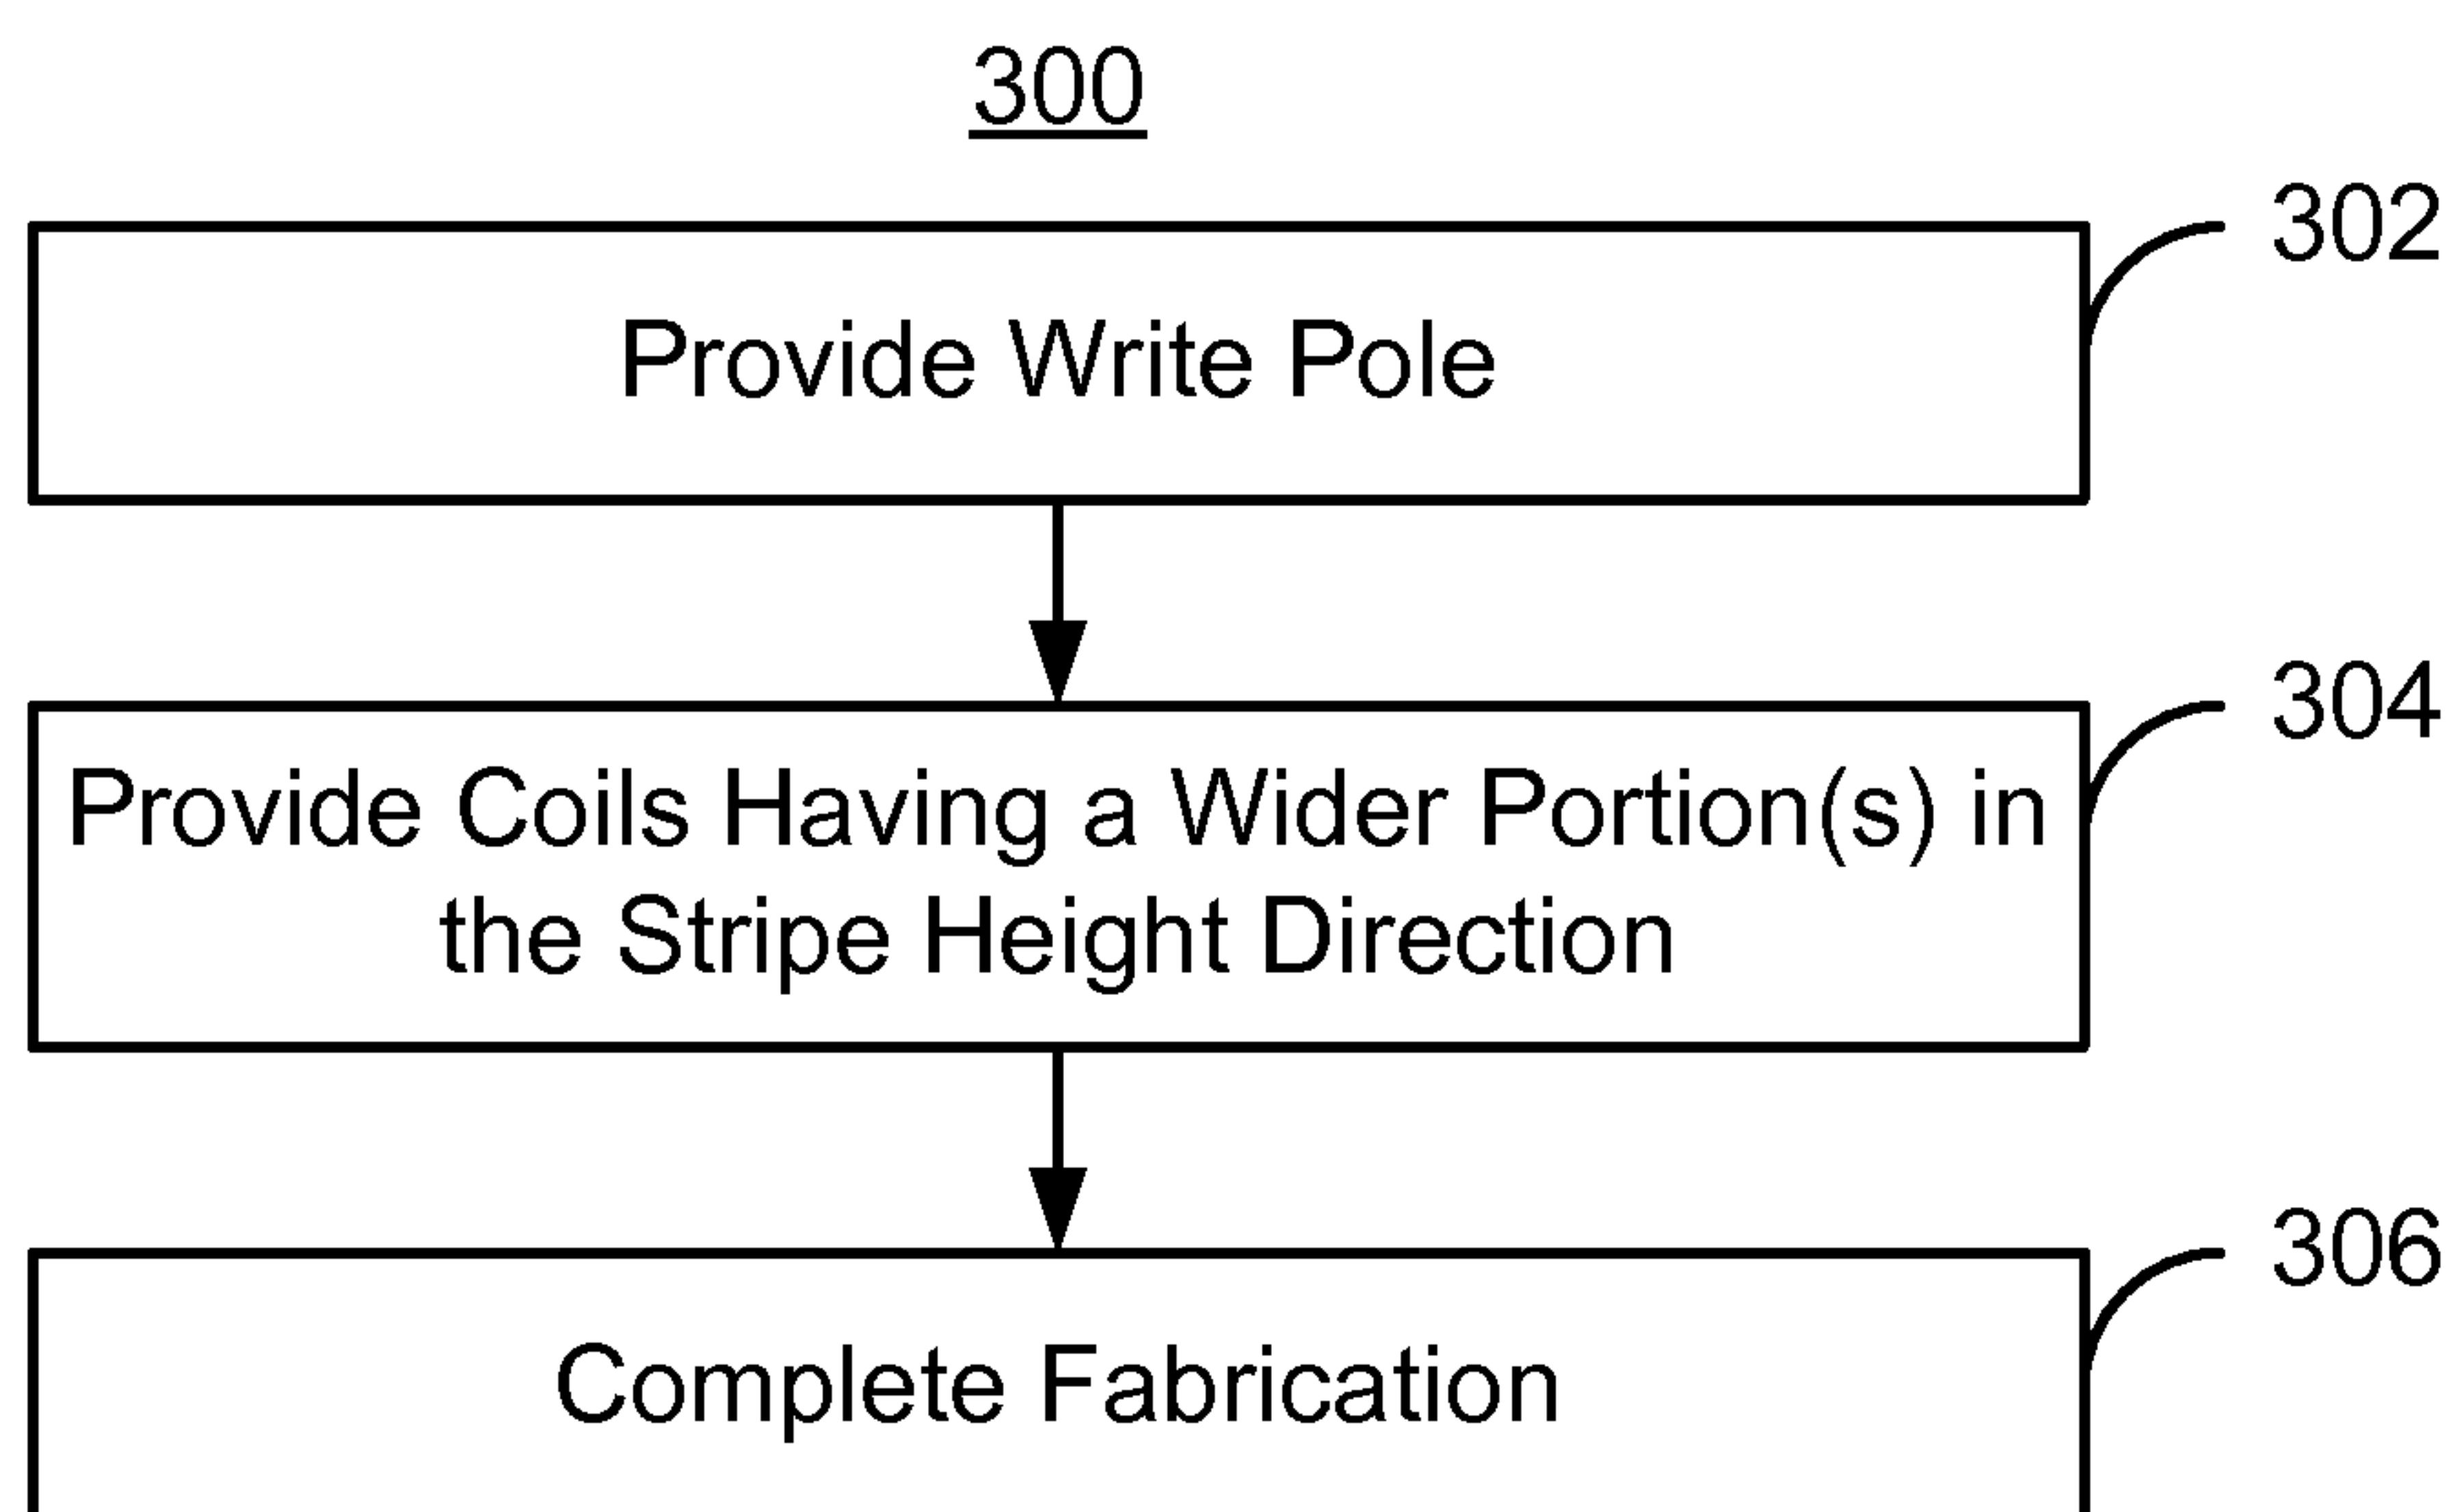 300
302
Provide Write Pole
304
Provide Coils Having a Wider Portion(s) in
the Stripe Height Direction
306
Complete Fabrication